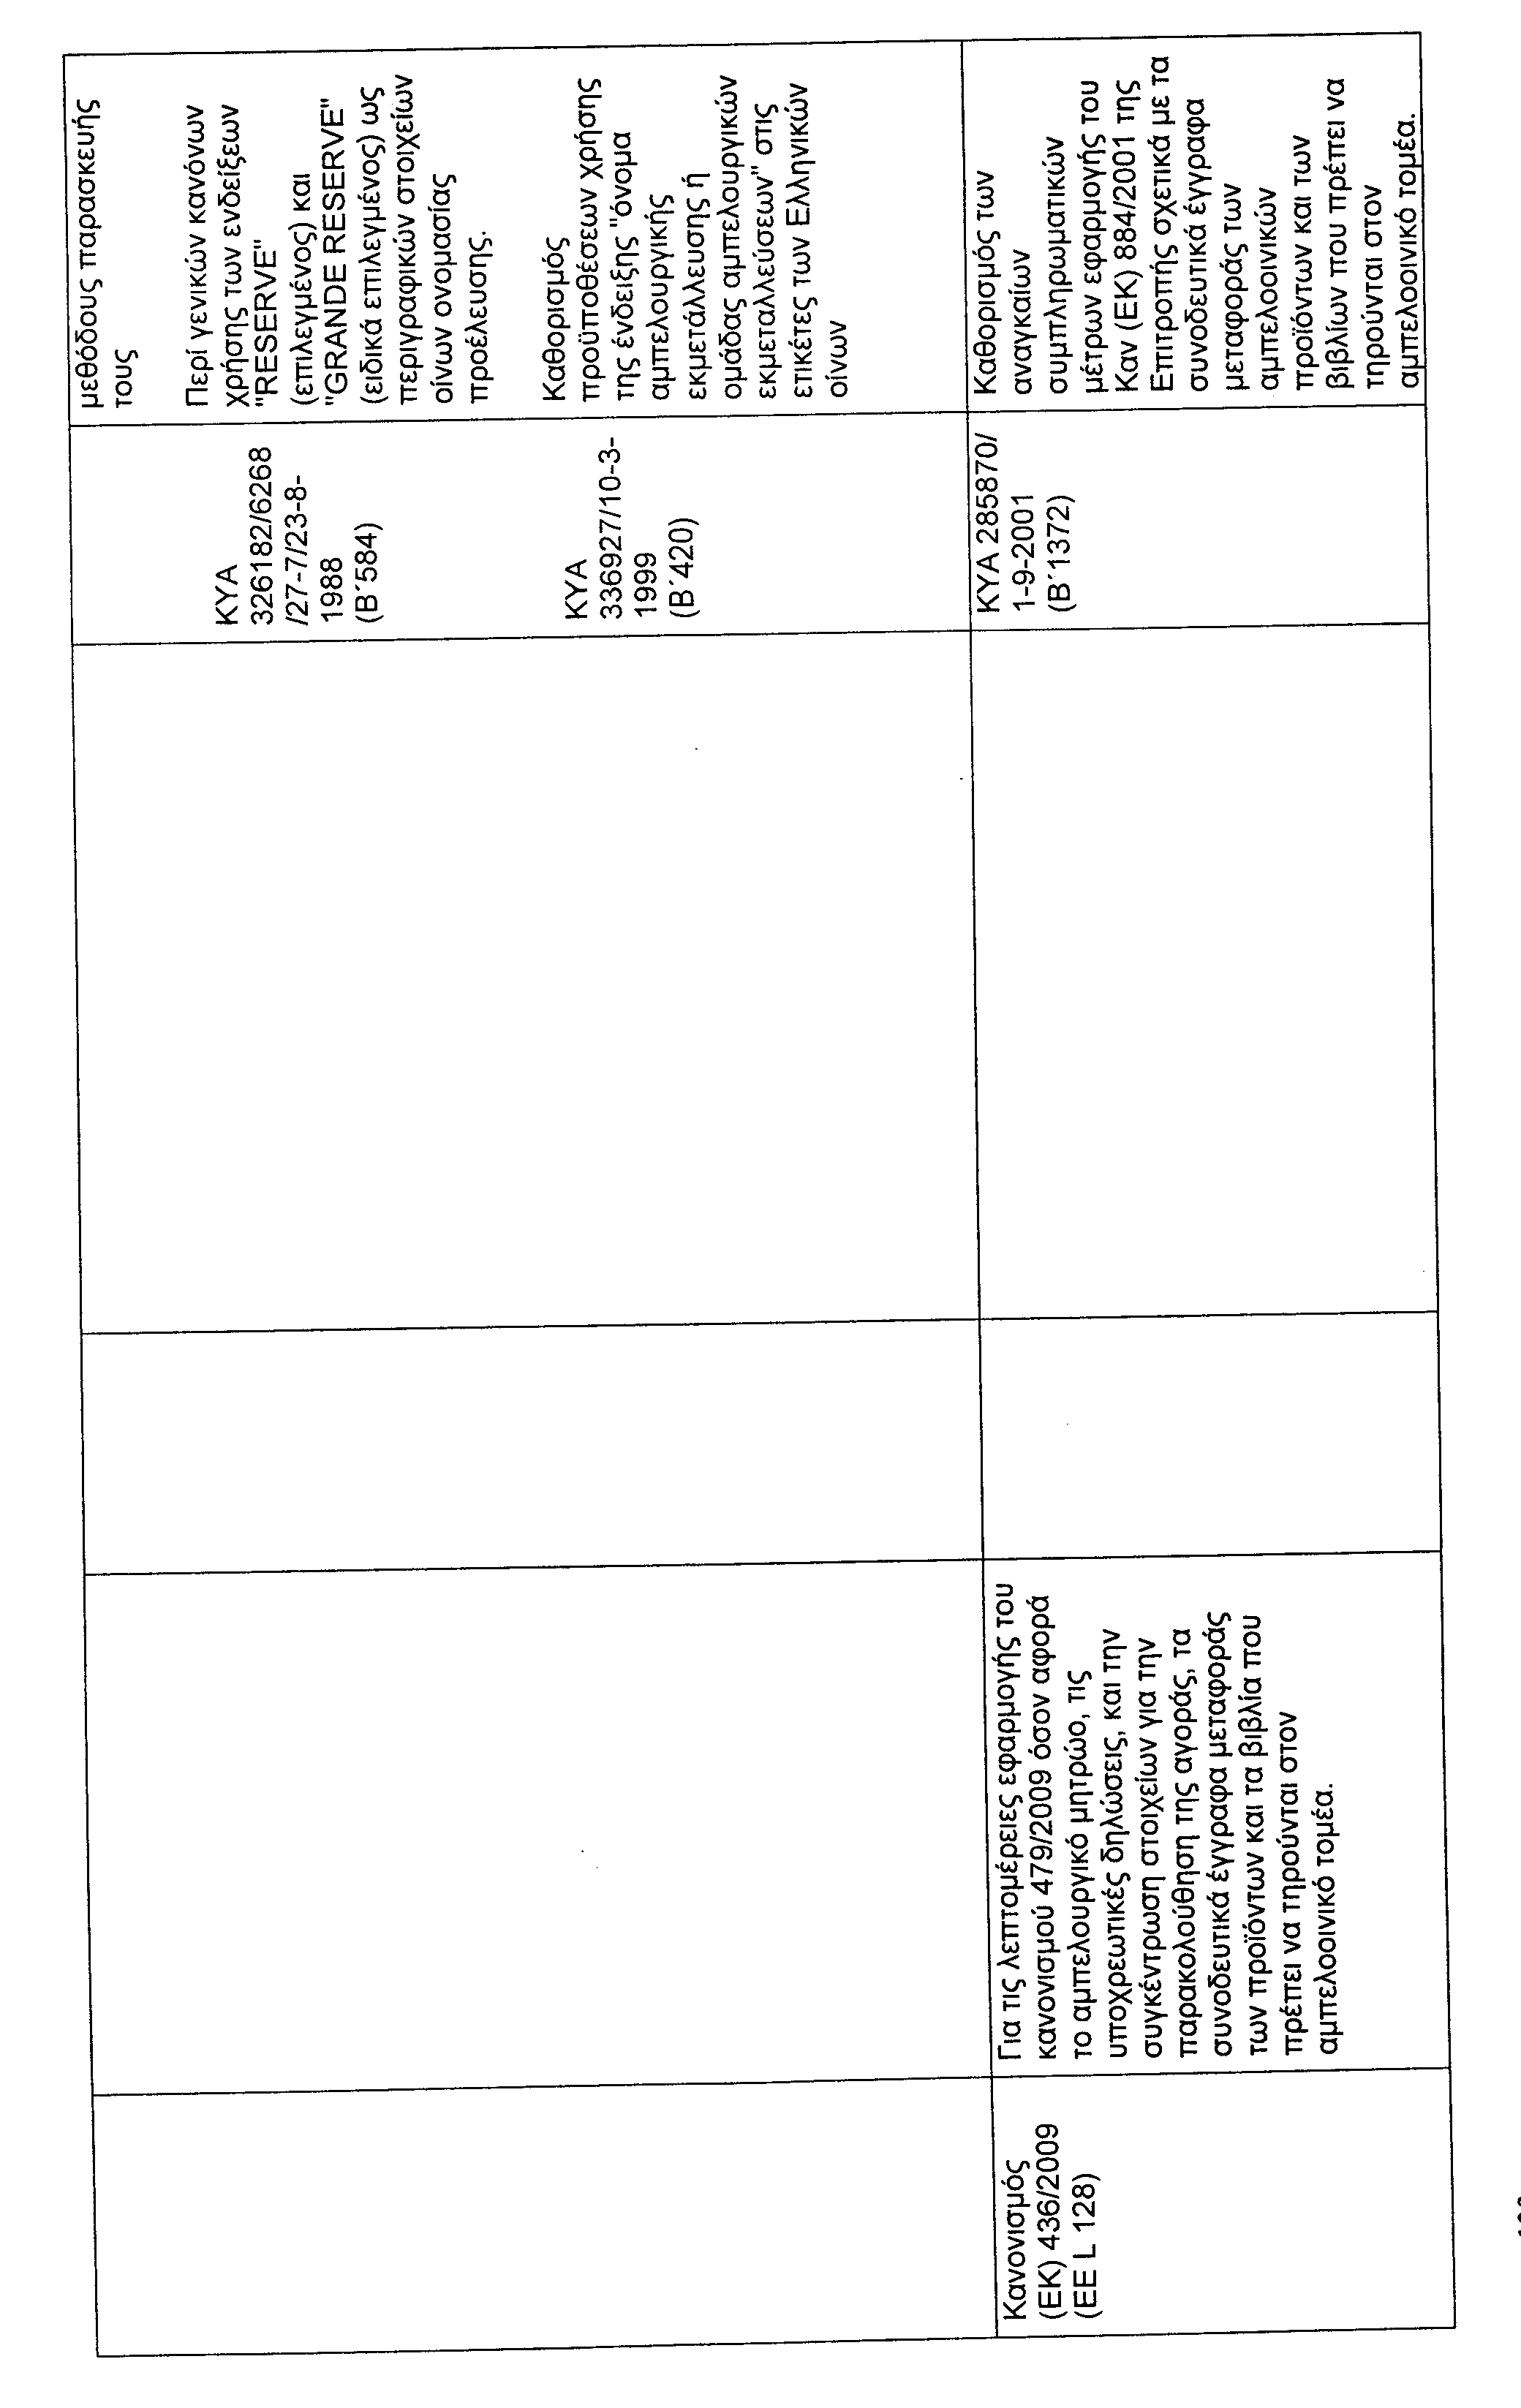 μεθόδους παρασκευής
τους
ΚΥΑ
326182/6268
/27-7/23-8-
1988
(Β΄584)
Περί γενικών κανόνων
χρήσης των ενδείξεων
"RESERVE"
(επιλεγμένος) και
"GRANDE RESERVE"
(ειδικά επιλεγμένος) ως
περιγραφικών στοιχείων
οίνων ονομασίας
προέλευσης.
ΚΥΑ
336927/10-3-
1999
(Β΄420)
Καθορισμός
προϋποθέσεων χρήσης
της ένδειξης "όνομα
αμπελουργικής
εκμετάλλευσης ή
ομάδας αμπελουργικών
εκμεταλλεύσεων" στις
ετικέτες των Ελληνικών
οίνων
Κανονισμός
(ΕΚ) 436/2009
(ΕΕ L 128)
Για τις λεπτομέρειες εφαρμογής του
κανονισμού 479/2009 όσον αφορά
το αμπελουργικό μητρώο, τις
υποχρεωτικές δηλώσεις, και την
συγκέντρωση στοιχείων για την
παρακολούθηση της αγοράς, τα
συνοδευτικά έγγραφα μεταφοράς
των προϊόντων και τα βιβλία που
πρέπει να τηρούνται στον
αμπελοοινικό τομέα.
ΚΥΑ 285870/
1-9-2001
(Β΄1372)
Καθορισμός των
αναγκαίων
συμπληρωματικών
μέτρων εφαρμογής του
Καν (ΕΚ) 884/2001 της
Επιτροπής σχετικά με τα
συνοδευτικά έγγραφα
μεταφοράς των
αμπελοοινικών
προϊόντων και των
βιβλίων που πρέπει να
τηρούνται στον
αμπελοοινικό τομέα.